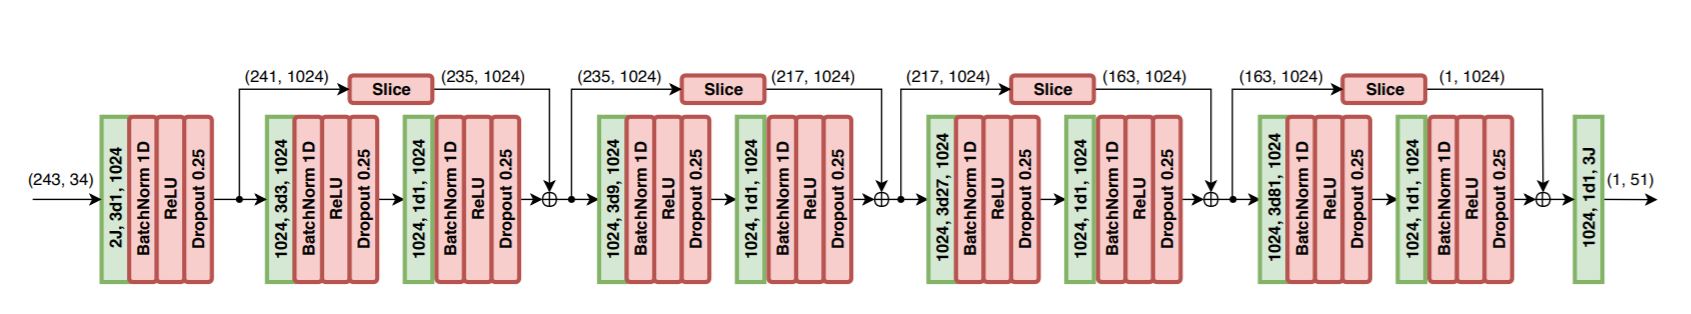 (243, 34)
2J, 3d1, 1024
BatchNorm 1D
ReLU
Dropout 0.25
(241, 1024)
Slice
(235, 1024)
1024, 3d3, 1024
BatchNorm 1D
ReLU
Dropout 0.25
1024, 1d1, 1024
BatchNorm 1D
ReLU
Dropout 0.25
(235, 1024)
Slice
(217, 1024)
1024, 3d9, 1024
BatchNorm 1D
ReLU
Dropout 0.25
1024, 1d1, 1024
BatchNorm 1D
ReLU
Dropout 0.25
(217, 1024)
Slice
(163, 1024)
1024, 3d27, 1024
BatchNorm 1D
ReLU
Dropout 0.25
1024, 1d1, 1024
BatchNorm 1D
ReLU
Dropout 0.25
(163, 1024)
Slice
(1, 1024)
1024, 3d81, 1024
BatchNorm 1D
ReLU
Dropout 0.25
1024, 1d1, 1024
BatchNorm 1D
ReLU
Dropout 0.25
1024, 1d1, 3J
(1, 51)